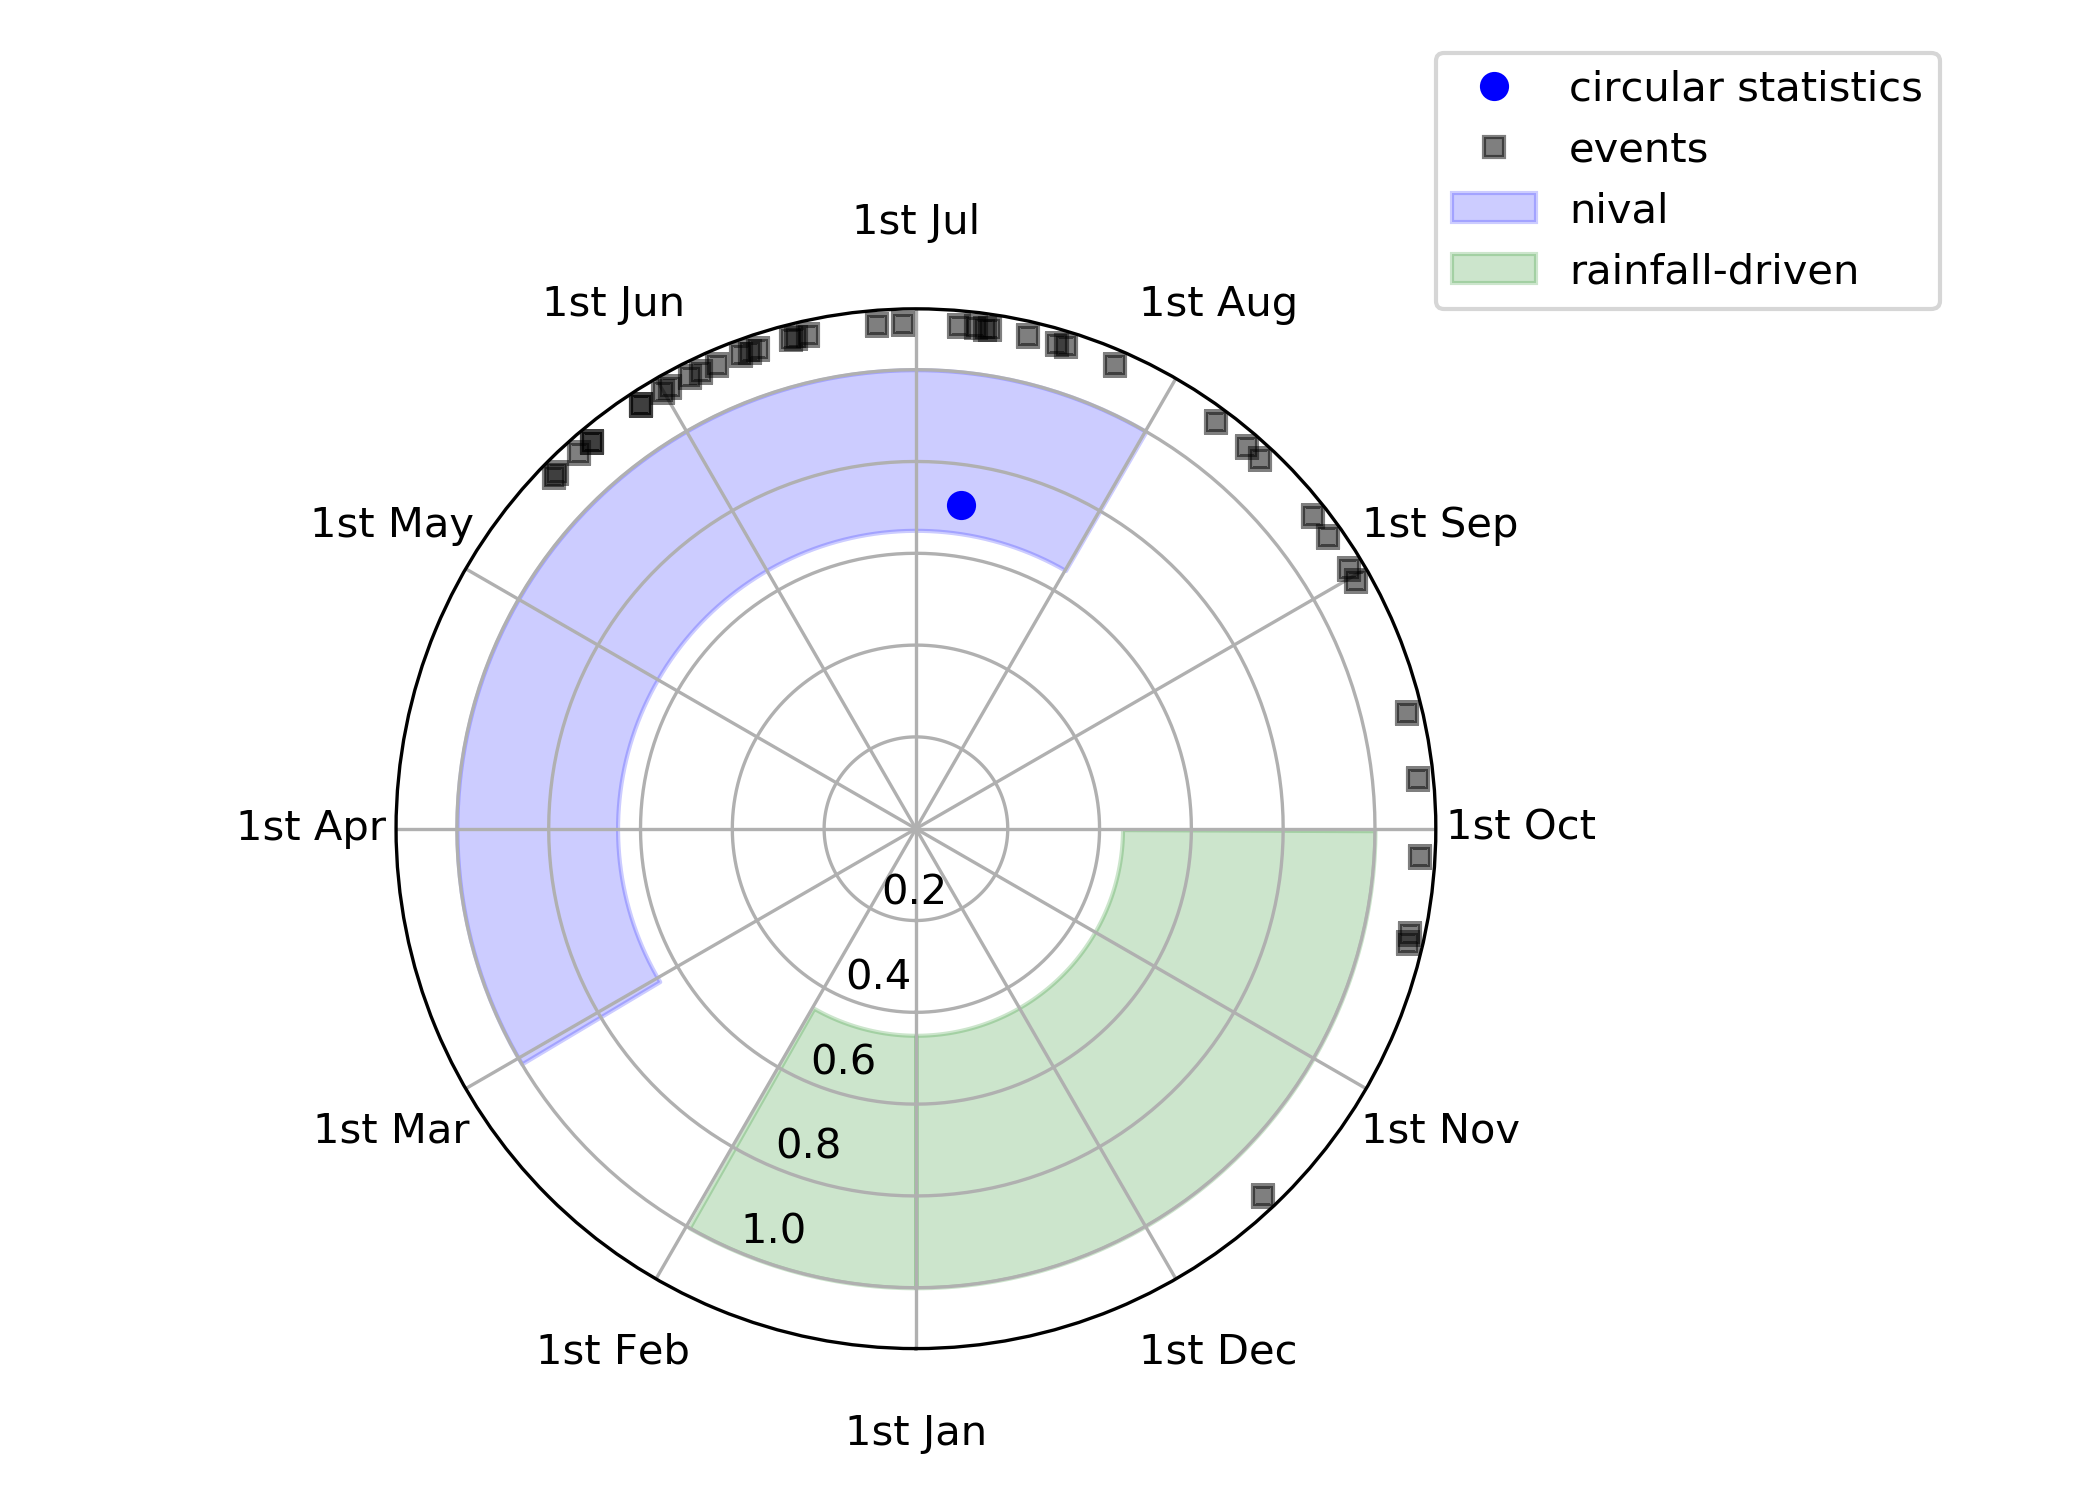 circular statistics
events
nival
rainfall-driven
1st Jul
1st Jun
1st Aug
1st May
1st Sep
1st Apr
1st Oct
0.2
0.4
0.6
0.8
1.0
1st Mar
1st Nov
1st Feb
1st Dec
1st Jan